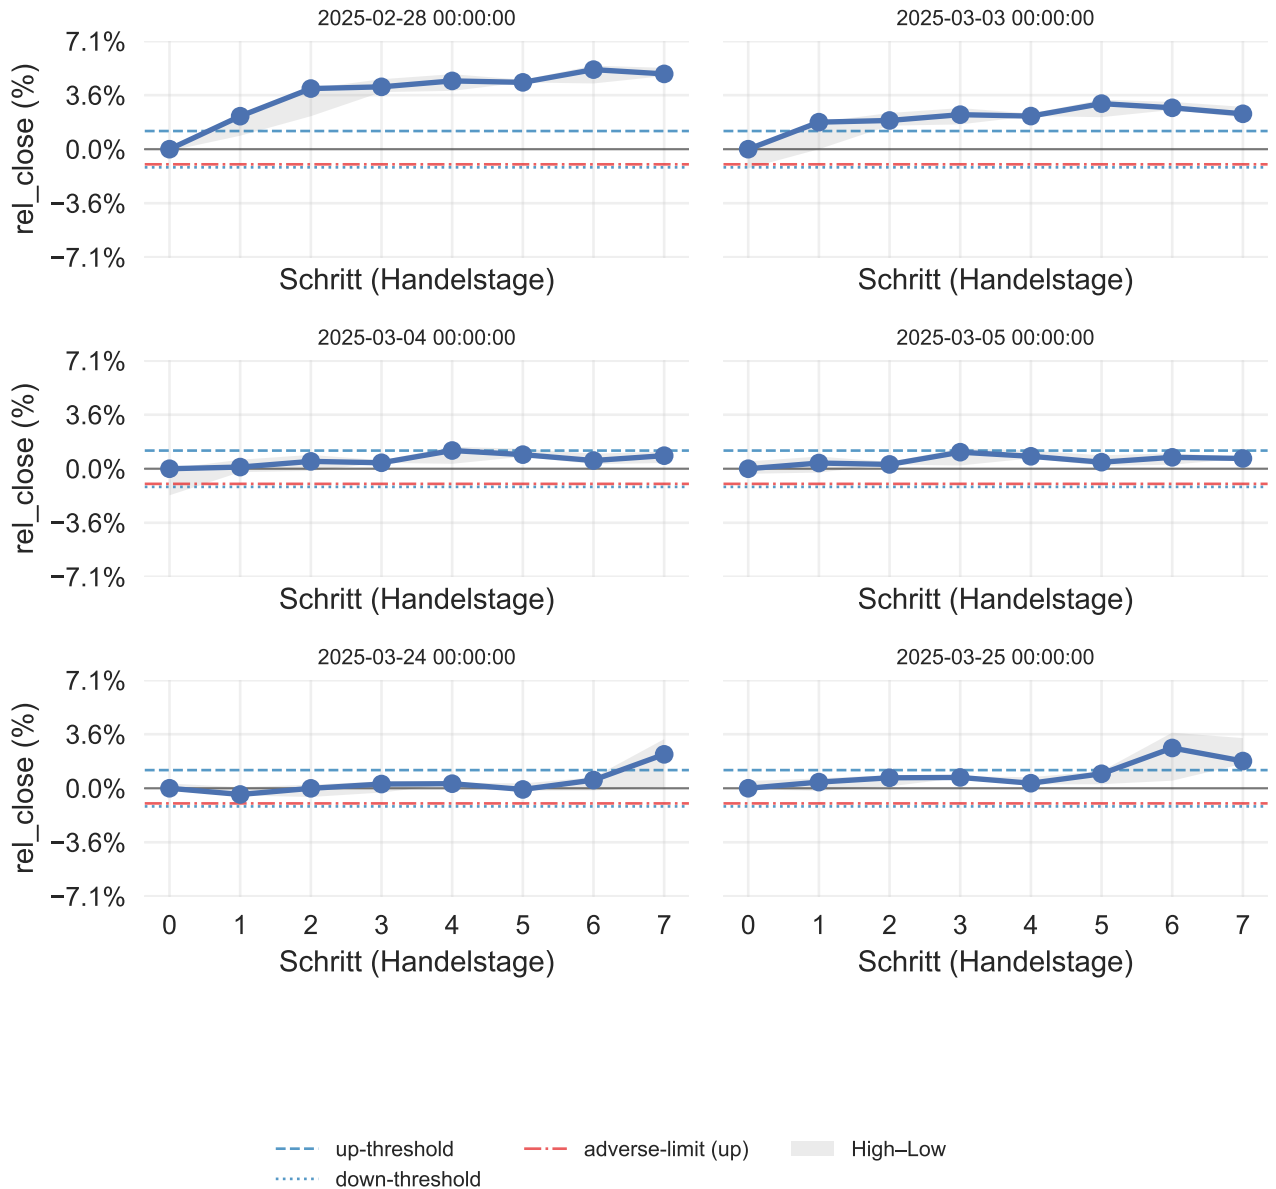 2025-02-28 00:00:00
2025-03-03 00:00:00
rel_close (%)
7.1%
3.6%
0.0%
−3.6%
−7.1%
Schritt (Handelstage)
Schritt (Handelstage)
2025-03-04 00:00:00
2025-03-05 00:00:00
rel_close (%)
7.1%
3.6%
0.0%
−3.6%
−7.1%
Schritt (Handelstage)
Schritt (Handelstage)
2025-03-24 00:00:00
2025-03-25 00:00:00
rel_close (%)
7.1%
3.6%
0.0%
−3.6%
−7.1%
0 1 2 3 4 5 6 7
0 1 2 3 4 5 6 7
Schritt (Handelstage)
Schritt (Handelstage)
up-threshold
down-threshold
adverse-limit (up)
High–Low